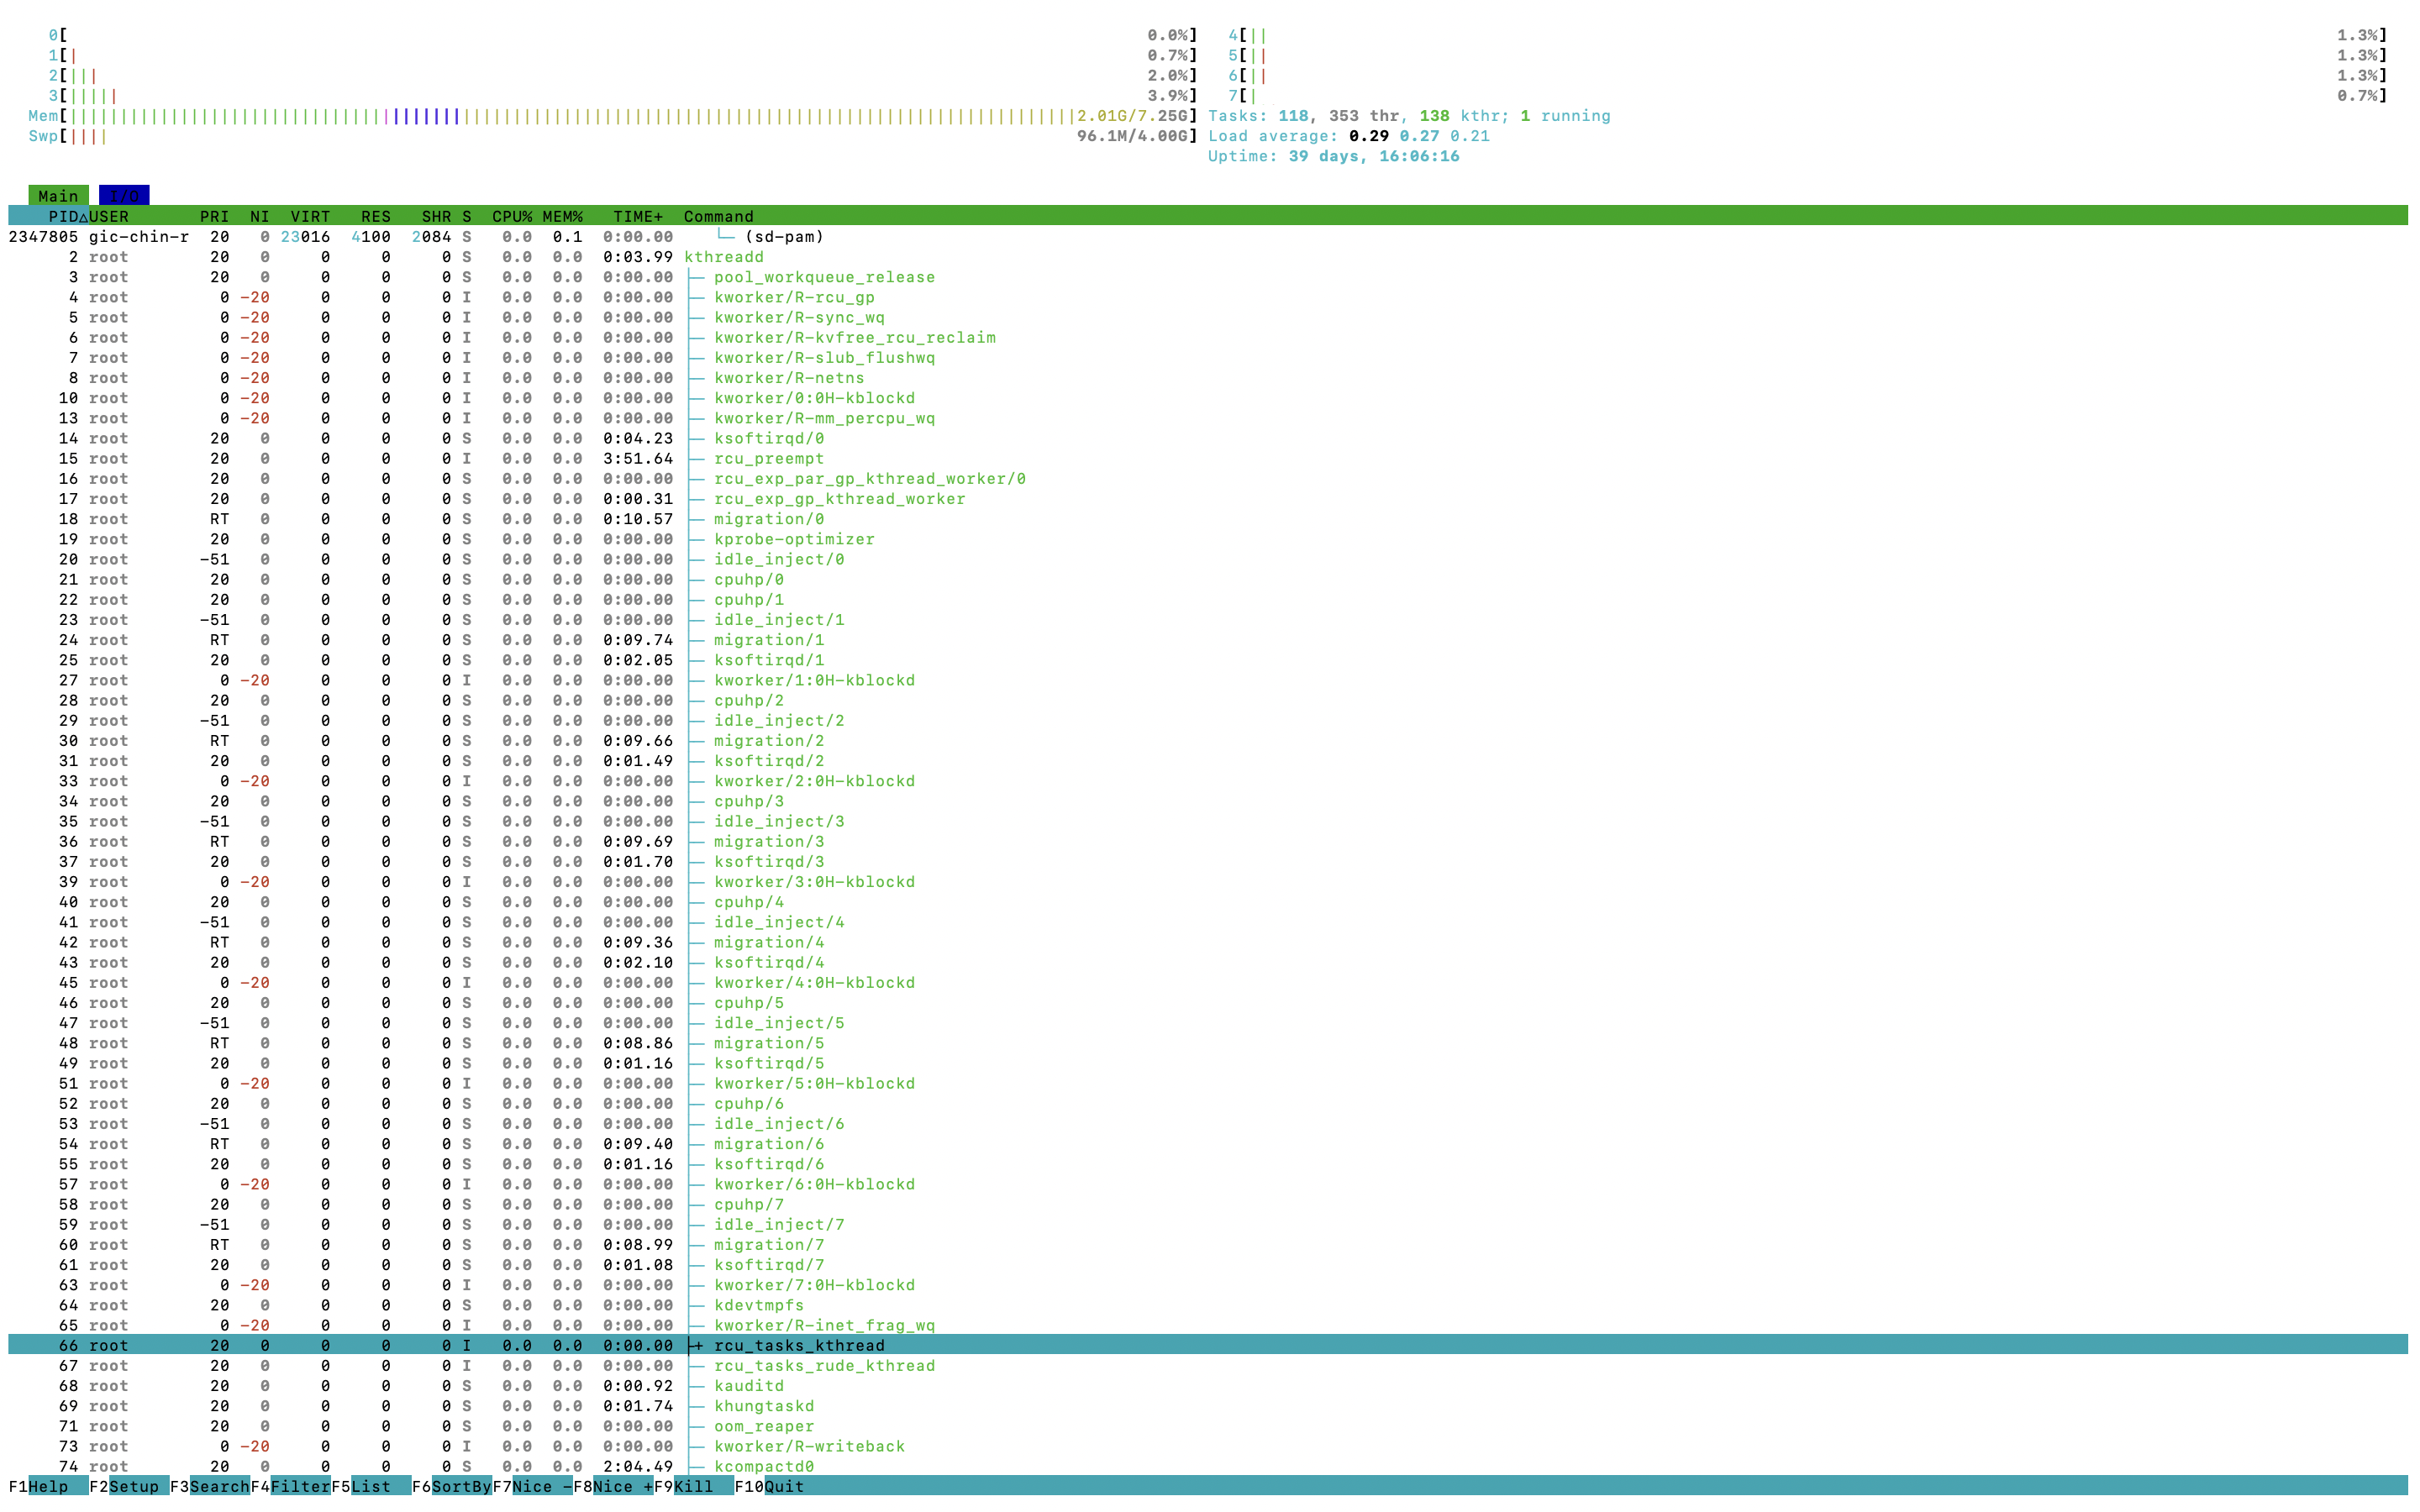 0[ 0.0%] 4[|| 1.3%]
1[| 0.7%] 5[|| 1.3%]
2[||| 2.0%] 6[|| 1.3%]
3[||||| 3.9%] 7[| 0.7%]
Mem[2.01G/7.25G] Tasks: 118, 353 thr, 138 kthr; 1 running
Swp[|||| 96.1M/4.00G] Load average: 0.29 0.27 0.21
Uptime: 39 days, 16:06:16
Main I/O
PID△USER PRI NI VIRT RES SHR S CPU% MEM% TIME+ Command
2347805 gic-chin-r 20 0 23016 4100 2084 S 0.0 0.1 0:00.00 └─ (sd-pam)
2 root 20 0 0 0 0 S 0.0 0.0 0:03.99 kthreadd
3 root 20 0 0 0 0 S 0.0 0.0 0:00.00 ├─ pool_workqueue_release
4 root 0 -20 0 0 0 I 0.0 0.0 0:00.00 ├─ kworker/R-rcu_gp
5 root 0 -20 0 0 0 I 0.0 0.0 0:00.00 ├─ kworker/R-sync_wq
6 root 0 -20 0 0 0 I 0.0 0.0 0:00.00 ├─ kworker/R-kvfree_rcu_reclaim
7 root 0 -20 0 0 0 I 0.0 0.0 0:00.00 ├─ kworker/R-slub_flushwq
8 root 0 -20 0 0 0 I 0.0 0.0 0:00.00 ├─ kworker/R-netns
10 root 0 -20 0 0 0 I 0.0 0.0 0:00.00 ├─ kworker/0:0H-kblockd
13 root 0 -20 0 0 0 I 0.0 0.0 0:00.00 ├─ kworker/R-mm_percpu_wq
14 root 20 0 0 0 0 S 0.0 0.0 0:04.23 ├─ ksoftirqd/0
15 root 20 0 0 0 0 I 0.0 0.0 3:51.64 ├─ rcu_preempt
16 root 20 0 0 0 0 S 0.0 0.0 0:00.00 ├─ rcu_exp_par_gp_kthread_worker/0
17 root 20 0 0 0 0 S 0.0 0.0 0:00.31 ├─ rcu_exp_gp_kthread_worker
18 root RT 0 0 0 0 S 0.0 0.0 0:10.57 ├─ migration/0
19 root 20 0 0 0 0 S 0.0 0.0 0:00.00 ├─ kprobe-optimizer
20 root -51 0 0 0 0 S 0.0 0.0 0:00.00 ├─ idle_inject/0
21 root 20 0 0 0 0 S 0.0 0.0 0:00.00 ├─ cpuhp/0
22 root 20 0 0 0 0 S 0.0 0.0 0:00.00 ├─ cpuhp/1
23 root -51 0 0 0 0 S 0.0 0.0 0:00.00 ├─ idle_inject/1
24 root RT 0 0 0 0 S 0.0 0.0 0:09.74 ├─ migration/1
25 root 20 0 0 0 0 S 0.0 0.0 0:02.05 ├─ ksoftirqd/1
27 root 0 -20 0 0 0 I 0.0 0.0 0:00.00 ├─ kworker/1:0H-kblockd
28 root 20 0 0 0 0 S 0.0 0.0 0:00.00 ├─ cpuhp/2
29 root -51 0 0 0 0 S 0.0 0.0 0:00.00 ├─ idle_inject/2
30 root RT 0 0 0 0 S 0.0 0.0 0:09.66 ├─ migration/2
31 root 20 0 0 0 0 S 0.0 0.0 0:01.49 ├─ ksoftirqd/2
33 root 0 -20 0 0 0 I 0.0 0.0 0:00.00 ├─ kworker/2:0H-kblockd
34 root 20 0 0 0 0 S 0.0 0.0 0:00.00 ├─ cpuhp/3
35 root -51 0 0 0 0 S 0.0 0.0 0:00.00 ├─ idle_inject/3
36 root RT 0 0 0 0 S 0.0 0.0 0:09.69 ├─ migration/3
37 root 20 0 0 0 0 S 0.0 0.0 0:01.70 ├─ ksoftirqd/3
39 root 0 -20 0 0 0 I 0.0 0.0 0:00.00 ├─ kworker/3:0H-kblockd
40 root 20 0 0 0 0 S 0.0 0.0 0:00.00 ├─ cpuhp/4
41 root -51 0 0 0 0 S 0.0 0.0 0:00.00 ├─ idle_inject/4
42 root RT 0 0 0 0 S 0.0 0.0 0:09.36 ├─ migration/4
43 root 20 0 0 0 0 S 0.0 0.0 0:02.10 ├─ ksoftirqd/4
45 root 0 -20 0 0 0 I 0.0 0.0 0:00.00 ├─ kworker/4:0H-kblockd
46 root 20 0 0 0 0 S 0.0 0.0 0:00.00 ├─ cpuhp/5
47 root -51 0 0 0 0 S 0.0 0.0 0:00.00 ├─ idle_inject/5
48 root RT 0 0 0 0 S 0.0 0.0 0:08.86 ├─ migration/5
49 root 20 0 0 0 0 S 0.0 0.0 0:01.16 ├─ ksoftirqd/5
51 root 0 -20 0 0 0 I 0.0 0.0 0:00.00 ├─ kworker/5:0H-kblockd
52 root 20 0 0 0 0 S 0.0 0.0 0:00.00 ├─ cpuhp/6
53 root -51 0 0 0 0 S 0.0 0.0 0:00.00 ├─ idle_inject/6
54 root RT 0 0 0 0 S 0.0 0.0 0:09.40 ├─ migration/6
55 root 20 0 0 0 0 S 0.0 0.0 0:01.16 ├─ ksoftirqd/6
57 root 0 -20 0 0 0 I 0.0 0.0 0:00.00 ├─ kworker/6:0H-kblockd
58 root 20 0 0 0 0 S 0.0 0.0 0:00.00 ├─ cpuhp/7
59 root -51 0 0 0 0 S 0.0 0.0 0:00.00 ├─ idle_inject/7
60 root RT 0 0 0 0 S 0.0 0.0 0:08.99 ├─ migration/7
61 root 20 0 0 0 0 S 0.0 0.0 0:01.08 ├─ ksoftirqd/7
63 root 0 -20 0 0 0 I 0.0 0.0 0:00.00 ├─ kworker/7:0H-kblockd
64 root 20 0 0 0 0 S 0.0 0.0 0:00.00 ├─ kdevtmpfs
65 root 0 -20 0 0 0 I 0.0 0.0 0:00.00 ├─ kworker/R-inet_frag_wq
66 root 20 0 0 0 0 I 0.0 0.0 0:00.00 ├+ rcu_tasks_kthread
67 root 20 0 0 0 0 I 0.0 0.0 0:00.00 ├─ rcu_tasks_rude_kthread
68 root 20 0 0 0 0 S 0.0 0.0 0:00.92 ├─ kauditd
69 root 20 0 0 0 0 S 0.0 0.0 0:01.74 ├─ khungtaskd
71 root 20 0 0 0 0 S 0.0 0.0 0:00.00 ├─ oom_reaper
73 root 0 -20 0 0 0 I 0.0 0.0 0:00.00 ├─ kworker/R-writeback
74 root 20 0 0 0 0 S 0.0 0.0 2:04.49 ├─ kcompactd0
F1Help F2Setup F3SearchF4FilterF5List F6SortByF7Nice -F8Nice +F9Kill F10Quit